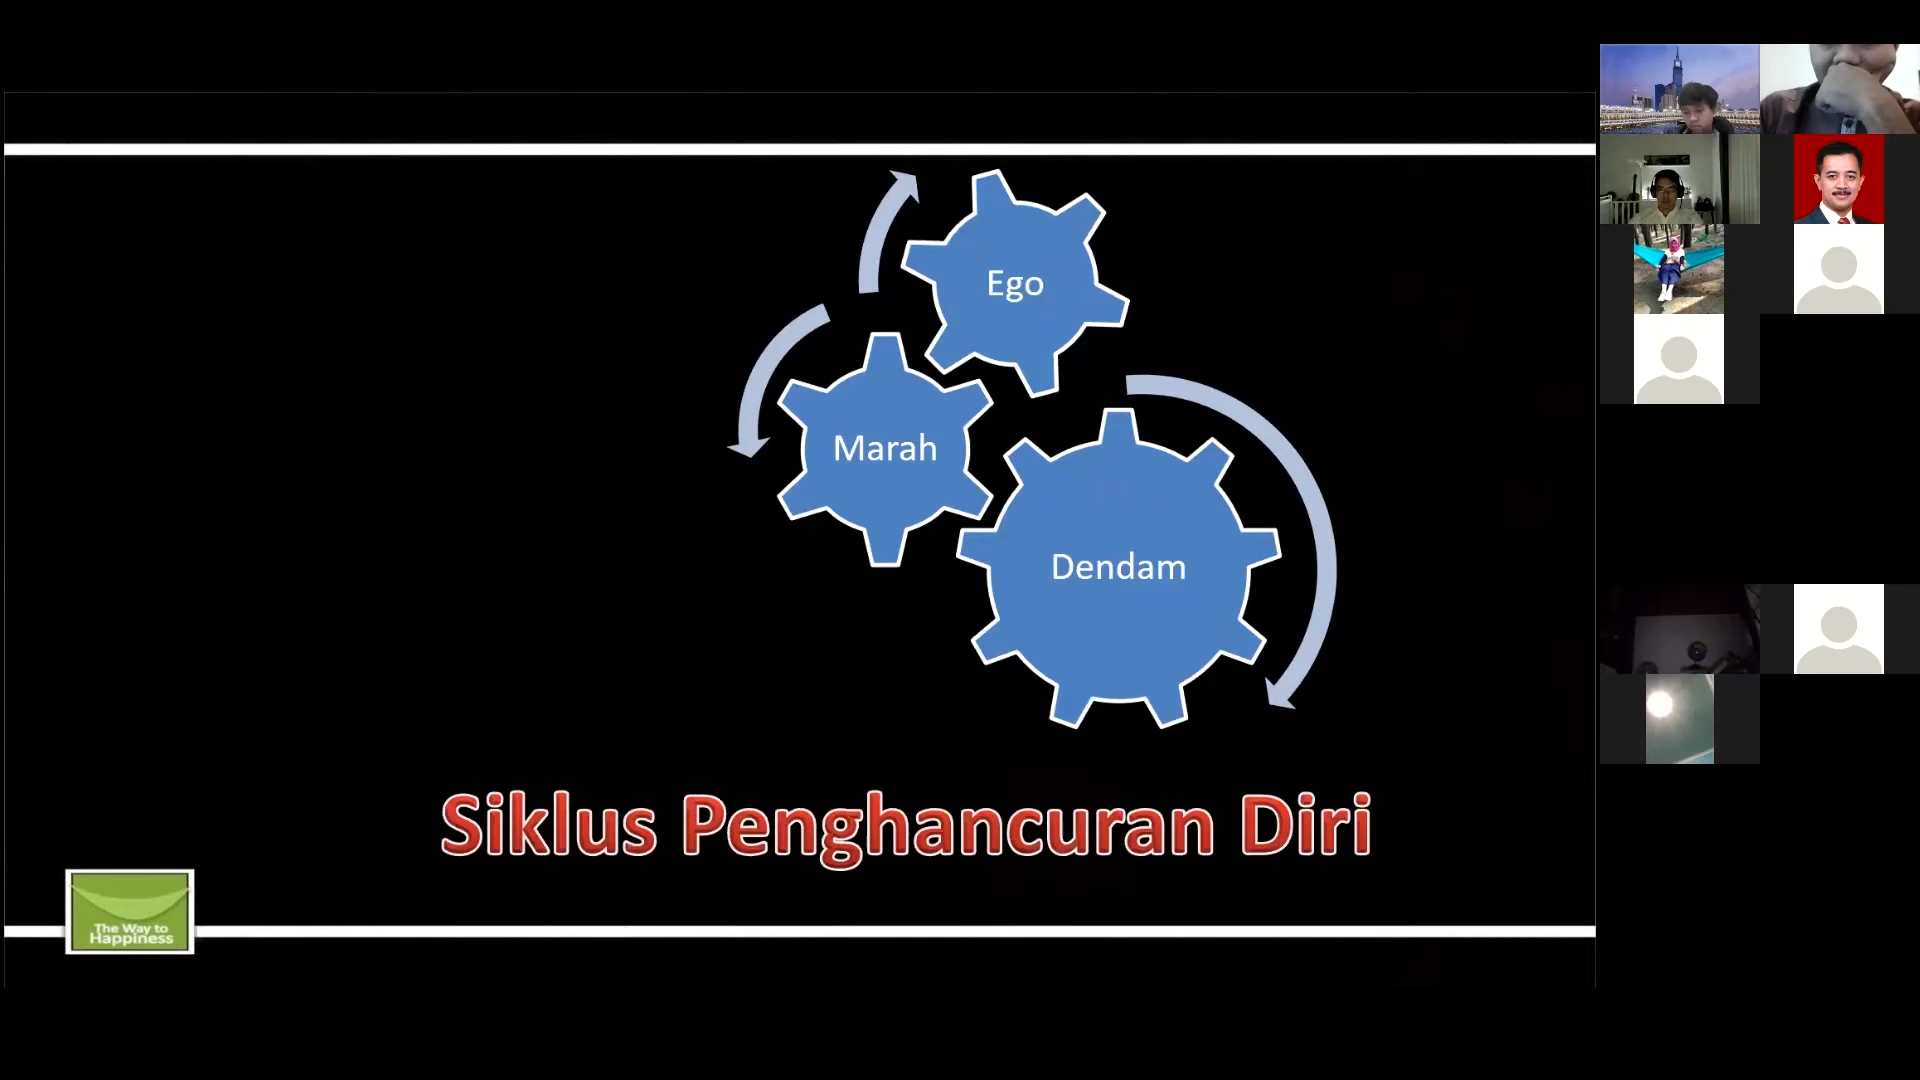 Ego
Marah
Dendam
Siklus Penghancuran Diri
The Way to
Happiness